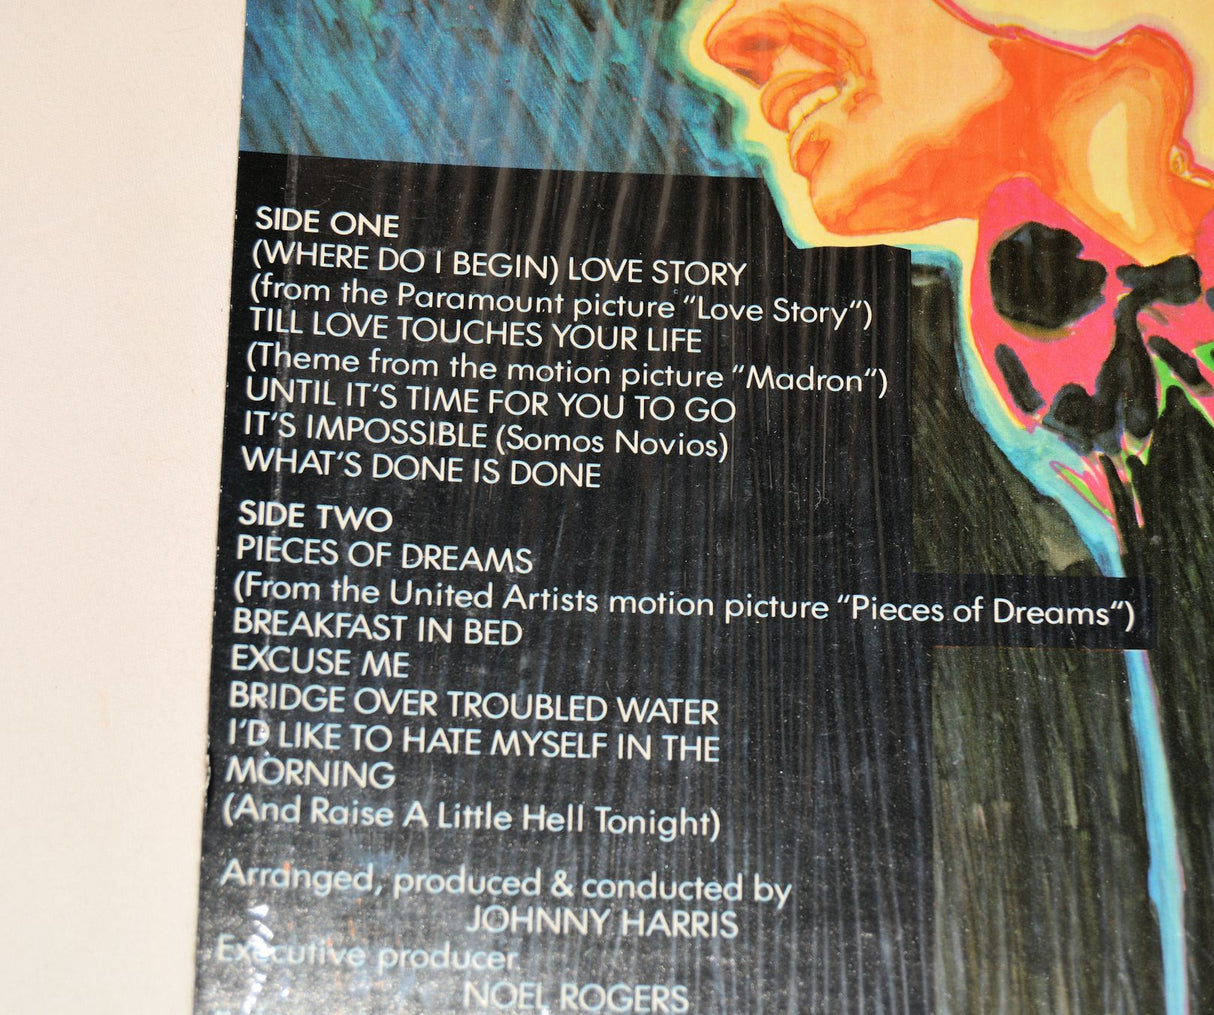 SIDE ONE
(WHERE DO I BEGIN) LOVE STORY
(from the Paramount picture "Love Story")
TILL LOVE TOUCHES YOUR LIFE
(Theme from the motion picture "Madron")
UNTIL IT'S TIME FOR YOU TO GO
IT'S IMPOSSIBLE (Somos Novios)
WHAT'S DONE IS DONE
SIDE TWO
PIECES OF DREAMS
(From the United Artists motion picture "Pieces of Dreams")
BREAKFAST IN BED
EXCUSE ME
BRIDGE OVER TROUBLED WATER
I'D LIKE TO HATE MYSELF IN THE
MORNING
(And Raise A Little Hell Tonight)
Arranged, produced & conducted by
JOHNNY HARRIS
Executive producer
NOEL ROGERS